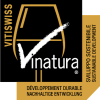 VITISWISS
Vinatura®
DÉVELOPPEMENT DURABLE
NACHHALTIGE ENTWICKLUNG
SVILUPPO SOSTENIBILE
SUSTAINABLE DEVELOPMENT